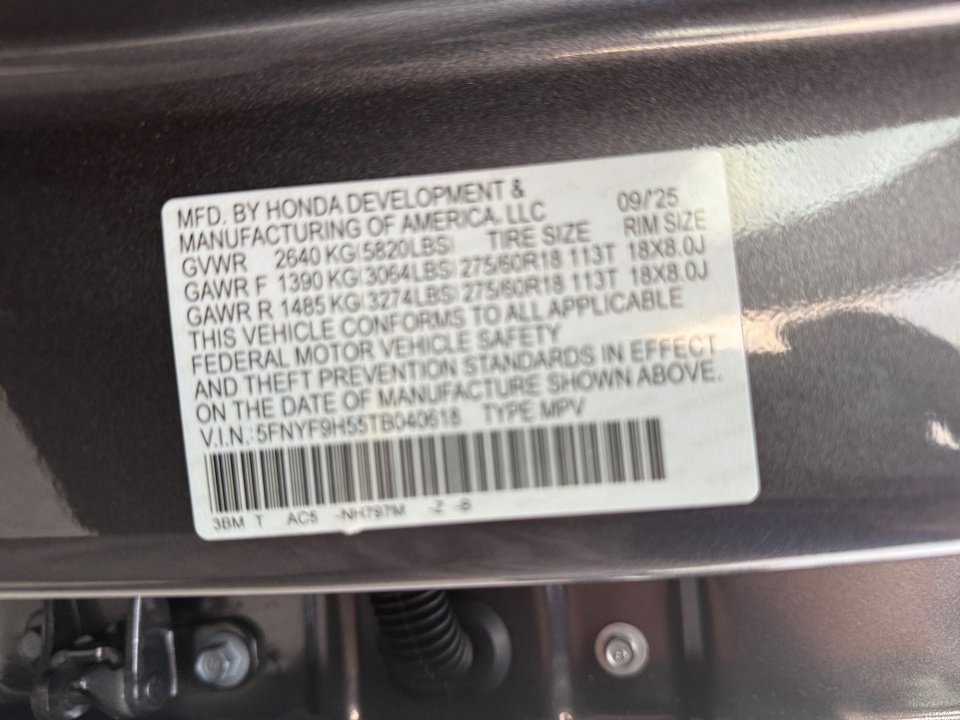 MFD. BY HONDA DEVELOPMENT &
MANUFACTURING OF AMERICA, LLC 09/'25
GVWR 2640 KG(5820LBS) TIRE SIZE RIM SIZE
GAWR F 1390 KG(3064LBS) 275/60R18 113T 18X8.0J
GAWR R 1485 KG(3274LBS) 275/60R18 113T 18X8.0J
THIS VEHICLE CONFORMS TO ALL APPLICABLE
FEDERAL MOTOR VEHICLE SAFETY
AND THEFT PREVENTION STANDARDS IN EFFECT
ON THE DATE OF MANUFACTURE SHOWN ABOVE.
V.I.N.: 5FNYF9H55TB040618 TYPE MPV
3BM T AC5 -NH797M -Z -B